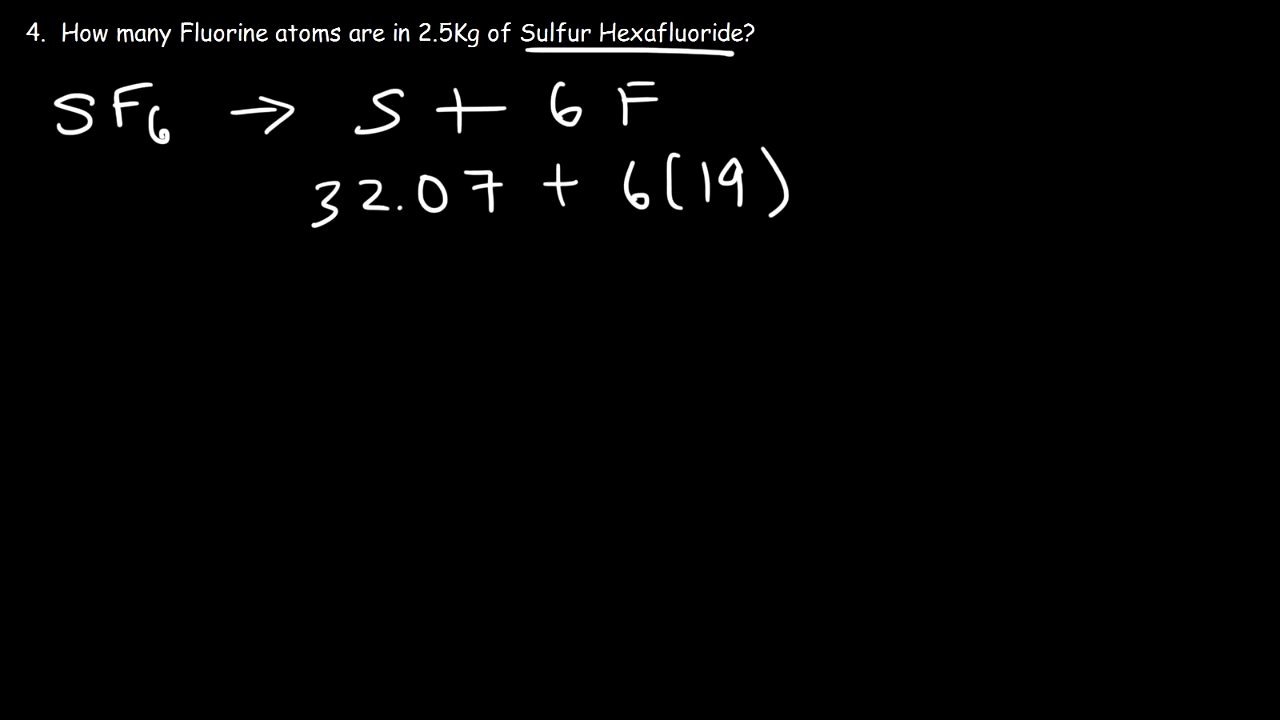 4. How many Fluorine atoms are in 2.5Kg of Sulfur Hexafluoride?
SF₆ → S + 6 F
32.07 + 6(19)